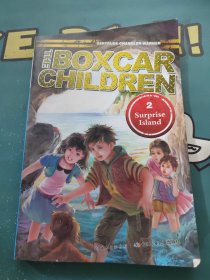 GERTRUDE CHANDLER WARNER
THE
BOXCAR
CHILDREN
2
Surprise
Island